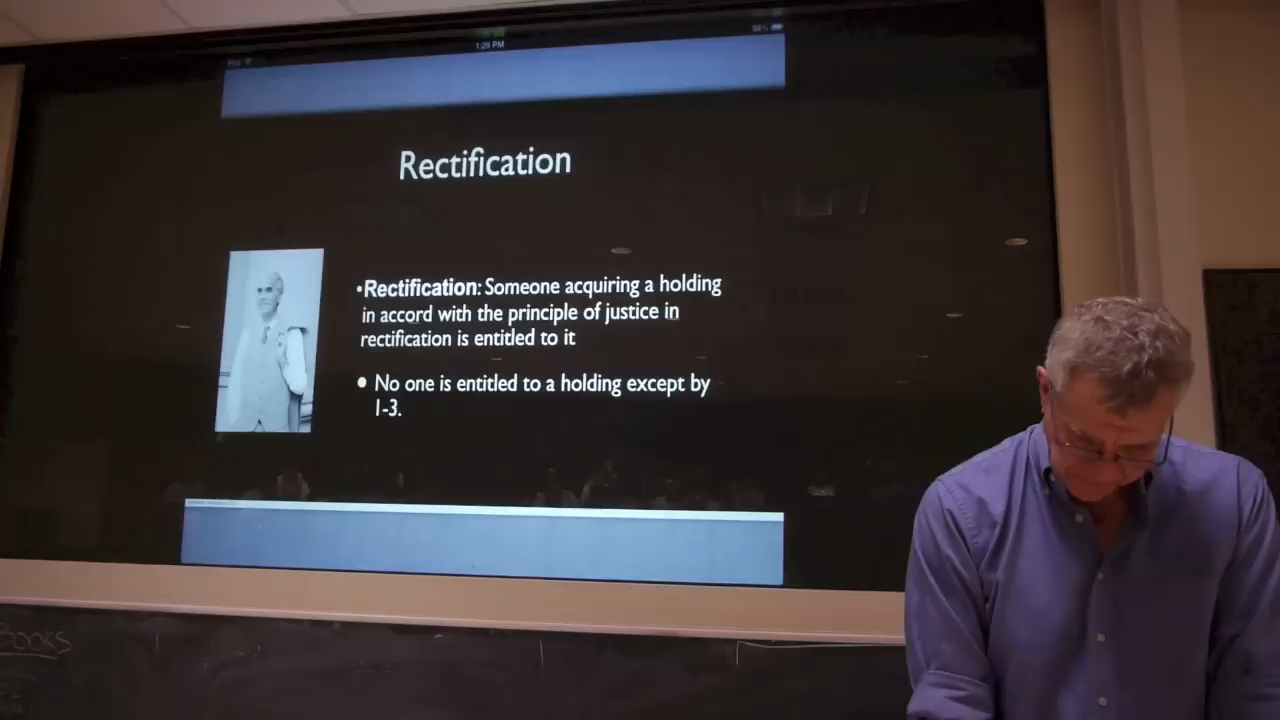 1:29 PM
Rectification
•Rectification: Someone acquiring a holding
in accord with the principle of justice in
rectification is entitled to it
• No one is entitled to a holding except by
1-3.
Books